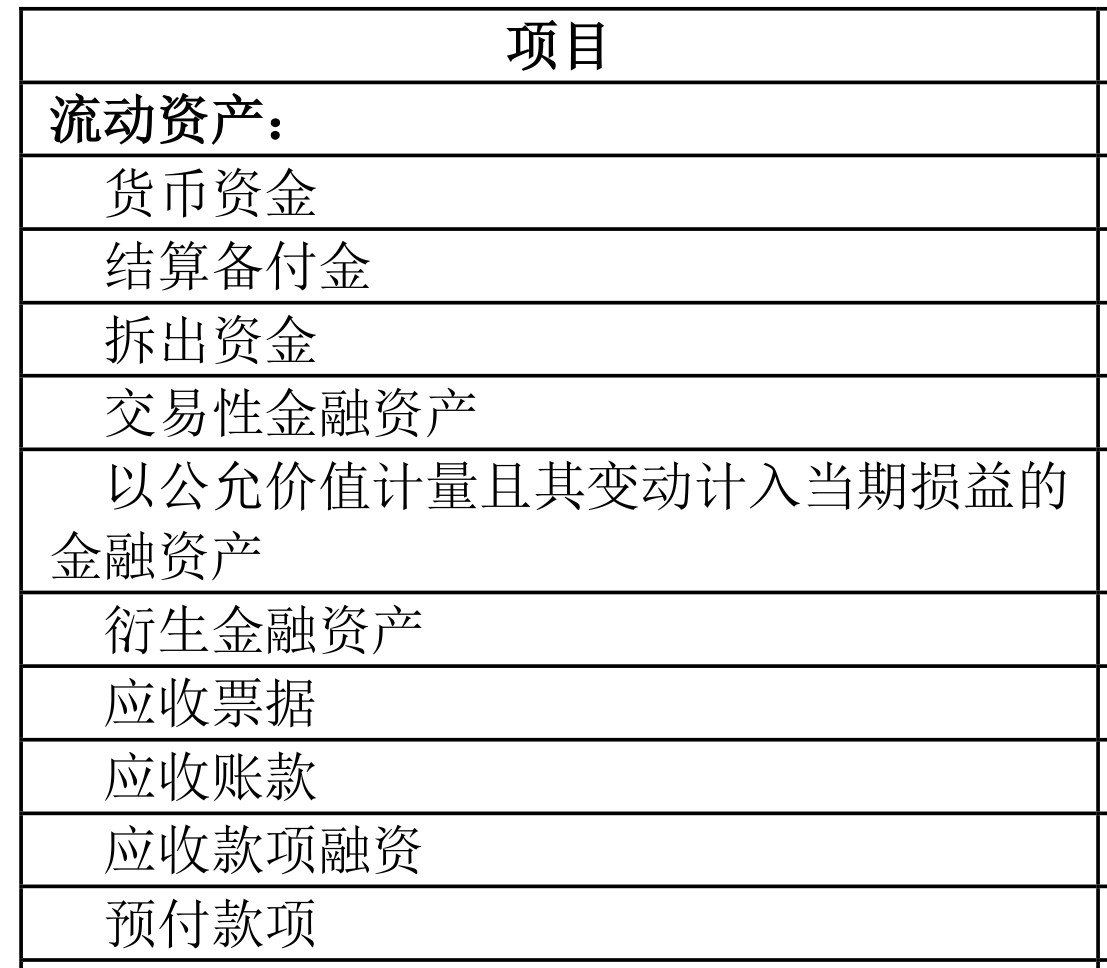 项目
流动资产：
货币资金
结算备付金
拆出资金
交易性金融资产
以公允价值计量且其变动计入当期损益的
金融资产
衍生金融资产
应收票据
应收账款
应收款项融资
预付款项